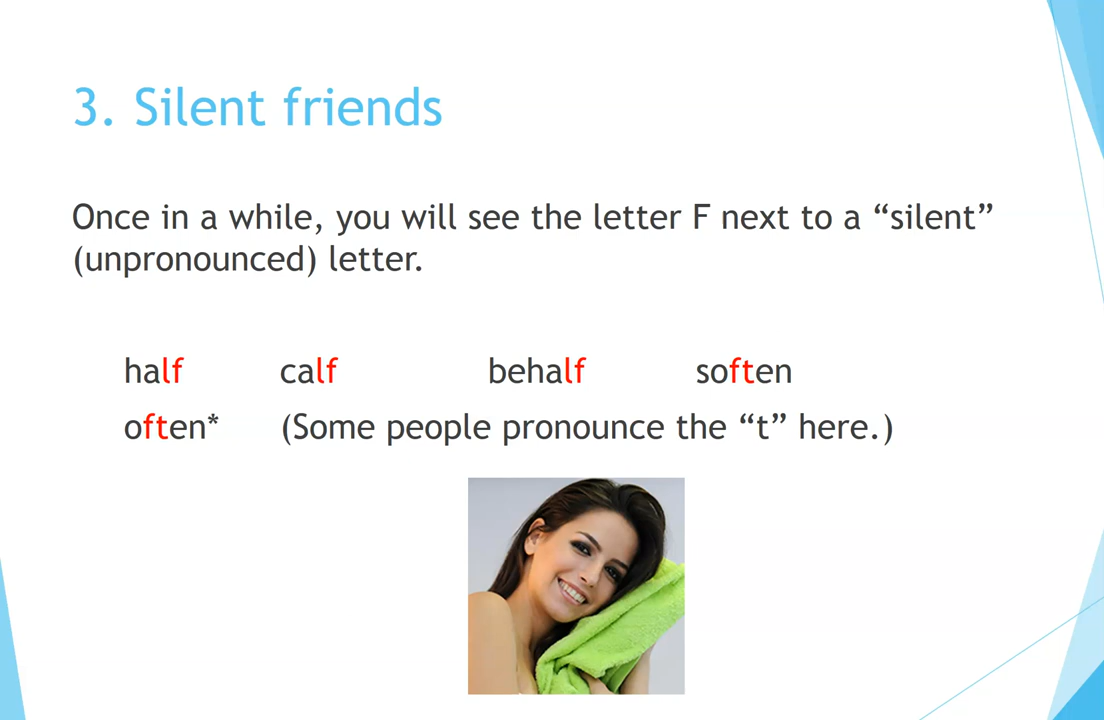 3. Silent friends
Once in a while, you will see the letter F next to a “silent”
(unpronounced) letter.
half calf behalf soften
often* (Some people pronounce the “t” here.)